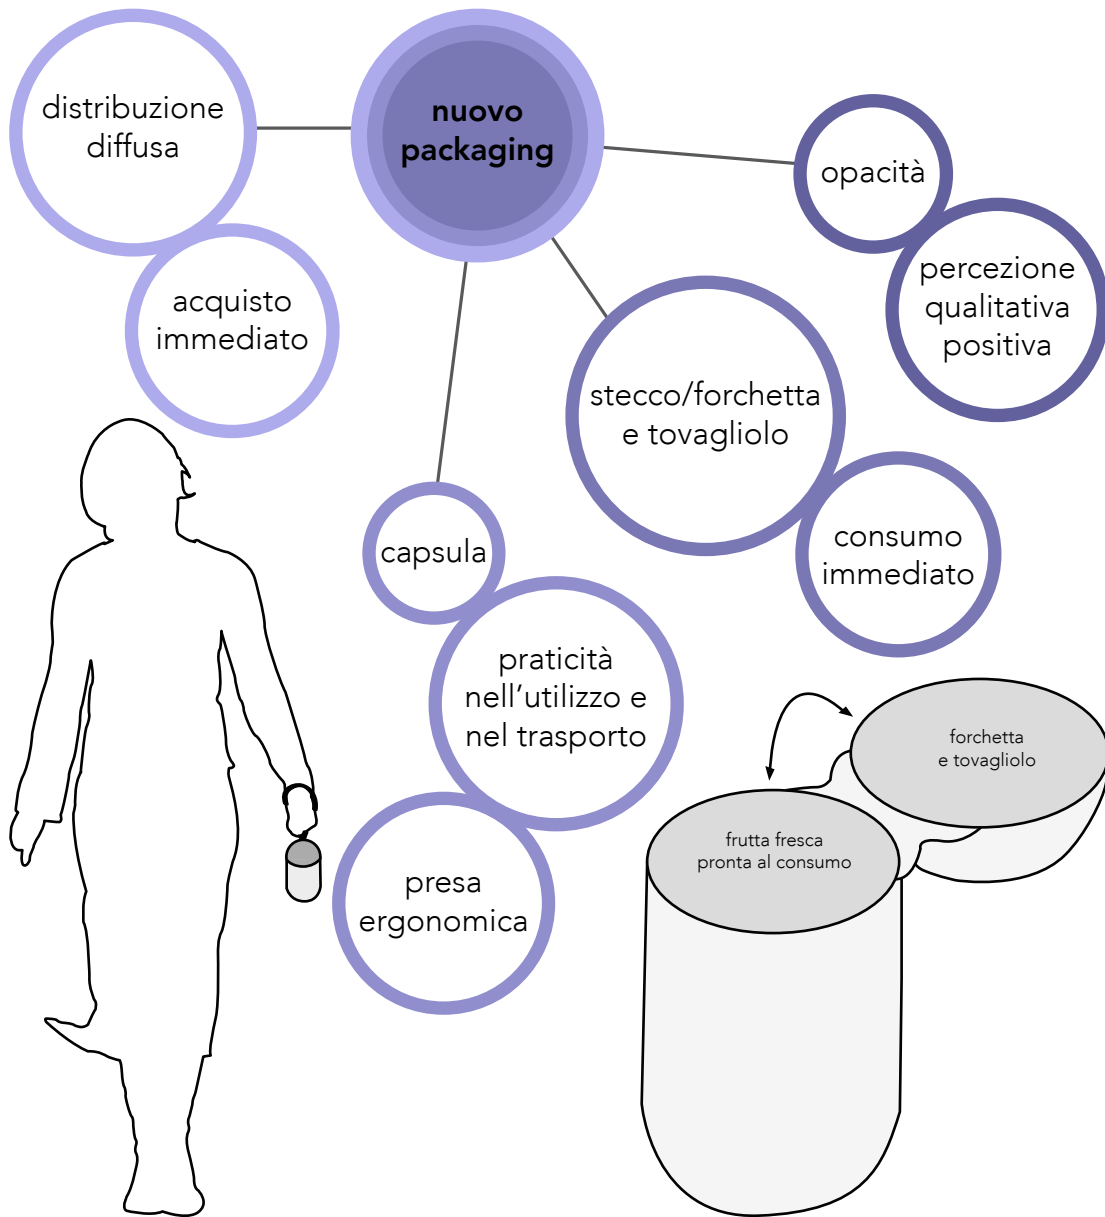 distribuzione
diffusa
acquisto
immediato
nuovo
packaging
opacità
percezione
qualitativa
positiva
stecco/forchetta
e tovagliolo
consumo
immediato
capsula
praticità
nell'utilizzo e
nel trasporto
presa
ergonomica
forchetta
e tovagliolo
frutta fresca
pronta al consumo